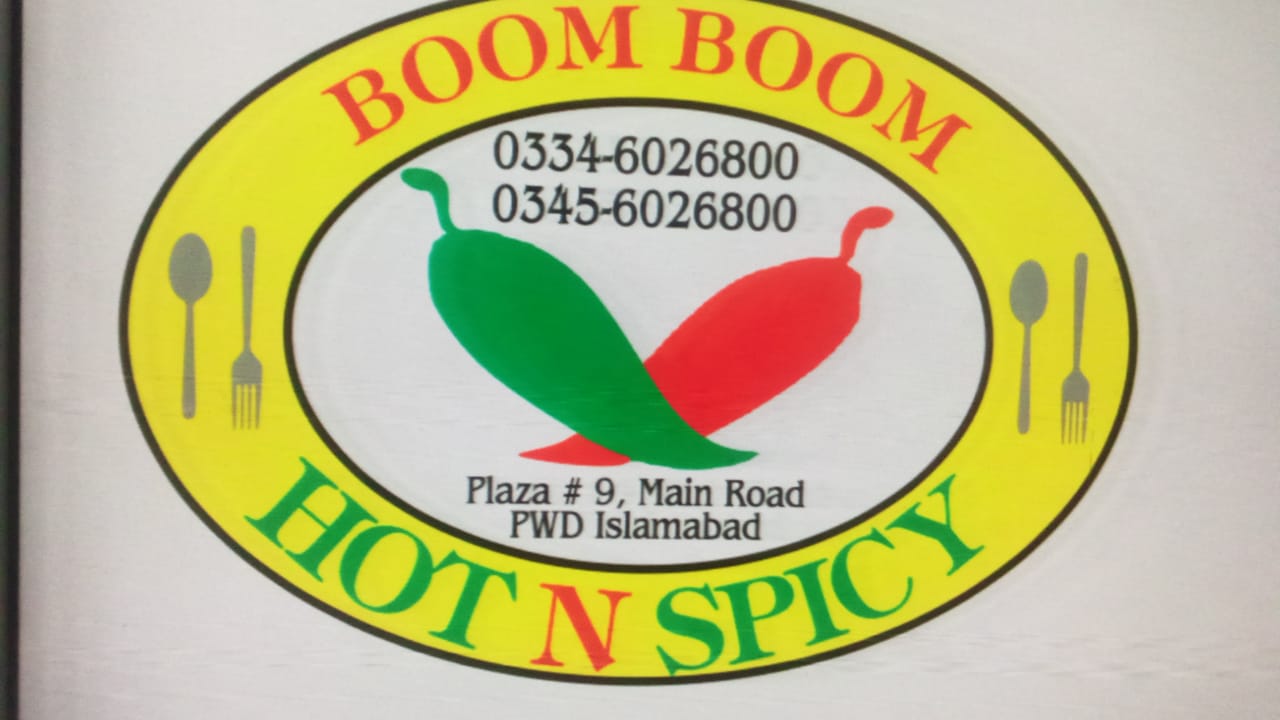 BOOM BOOM
0334-6026800
0345-6026800
Plaza # 9, Main Road
PWD Islamabad
HOT N SPICY